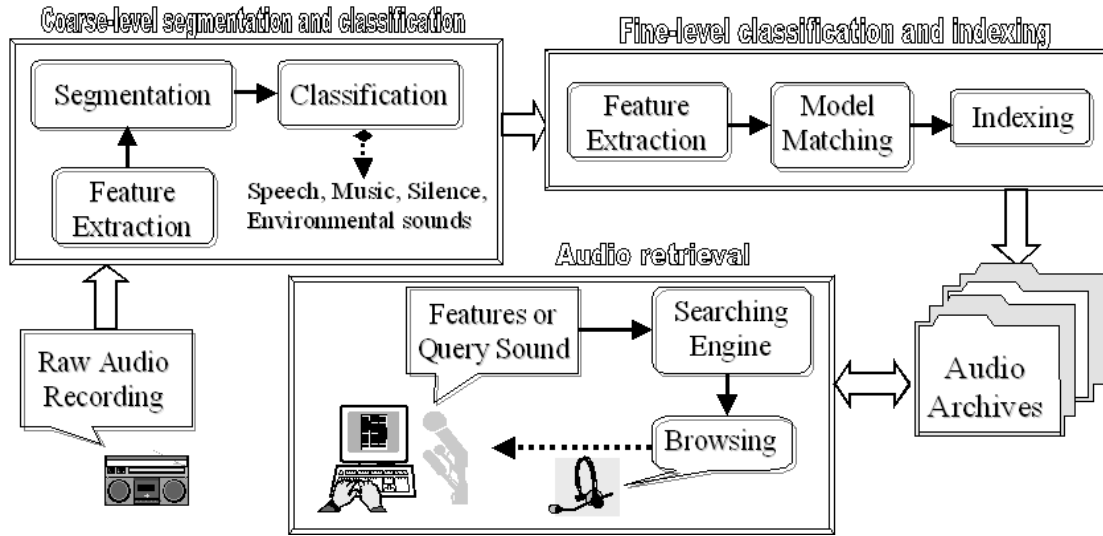 Coarse-level segmentation and classification
Segmentation
Classification
Feature
Extraction
Speech, Music, Silence,
Environmental sounds
Raw Audio
Recording
Fine-level classification and indexing
Feature
Extraction
Model
Matching
Indexing
Audio retrieval
Features or
Query Sound
Searching
Engine
Browsing
Audio
Archives